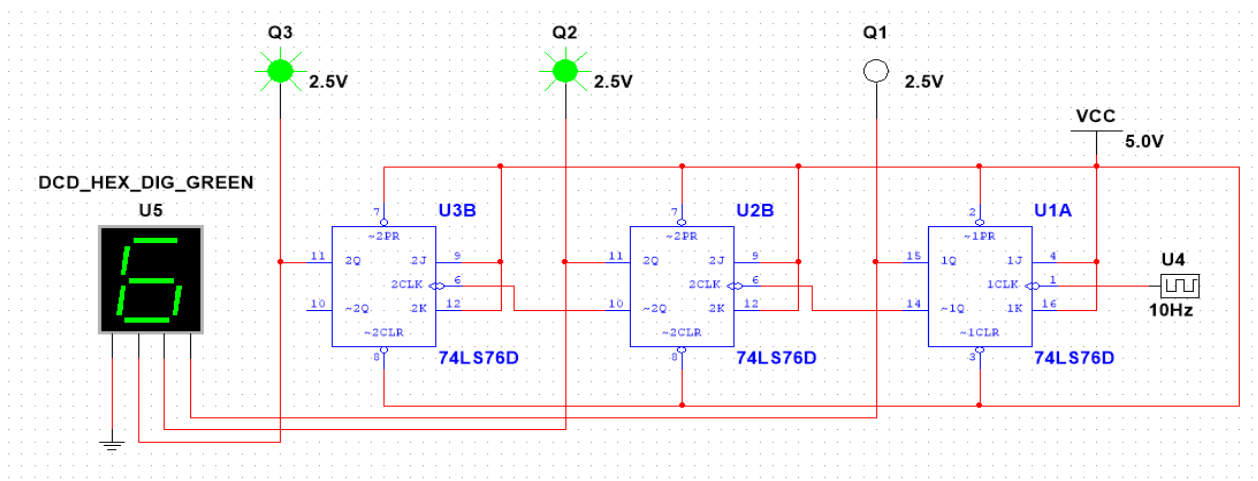 Q3
Q2
Q1
2.5V
2.5V
2.5V
VCC
5.0V
DCD_HEX_DIG_GREEN
U5
6
7
U3B
~2PR
11
2Q
2J
9
2CLK
6
10
~2Q
2K
12
~2CLR
8
74LS76D
7
U2B
~2PR
11
2Q
2J
9
2CLK
6
10
~2Q
2K
12
~2CLR
8
74LS76D
2
U1A
~1PR
15
1Q
1J
4
1CLK
1
14
~1Q
1K
16
~1CLR
3
74LS76D
U4
10Hz